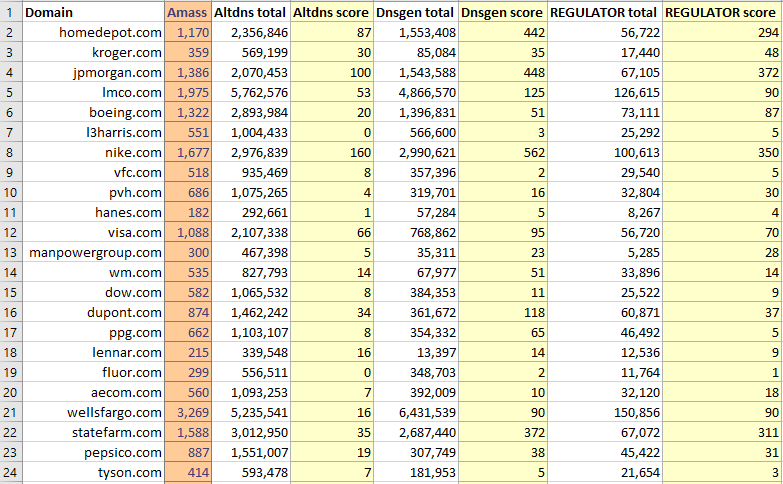 1 Domain Amass Altdns total Altdns score Dnsgen total Dnsgen score REGULATOR total REGULATOR score
2 homedepot.com 1,170 2,356,846 87 1,553,408 442 56,722 294
3 kroger.com 359 569,199 30 85,084 35 17,440 48
4 jpmorgan.com 1,386 2,070,453 100 1,543,588 448 67,105 372
5 lmco.com 1,975 5,762,576 53 4,866,570 125 126,615 90
6 boeing.com 1,322 2,893,984 20 1,396,831 51 73,111 87
7 l3harris.com 551 1,004,433 0 566,600 3 25,292 5
8 nike.com 1,677 2,976,839 160 2,990,621 562 100,613 350
9 vfc.com 518 935,469 8 357,396 2 29,540 5
10 pvh.com 686 1,075,265 4 319,701 16 32,804 30
11 hanes.com 182 292,661 1 57,284 5 8,267 4
12 visa.com 1,088 2,107,338 66 768,862 95 56,720 70
13 manpowergroup.com 300 467,398 5 35,311 23 5,285 28
14 wm.com 535 827,793 14 67,977 51 33,896 14
15 dow.com 582 1,065,532 8 384,353 11 25,522 9
16 dupont.com 874 1,462,242 34 361,672 118 60,871 37
17 ppg.com 662 1,103,107 8 354,332 65 46,492 5
18 lennar.com 215 339,548 16 13,397 14 12,536 9
19 fluor.com 299 556,511 0 348,703 2 11,764 1
20 aecom.com 560 1,093,253 7 392,009 10 32,120 18
21 wellsfargo.com 3,269 5,235,541 16 6,431,539 90 150,856 90
22 statefarm.com 1,588 3,012,950 35 2,687,440 372 67,072 311
23 pepsico.com 887 1,551,007 19 307,749 38 45,422 31
24 tyson.com 414 593,478 7 181,953 5 21,654 3